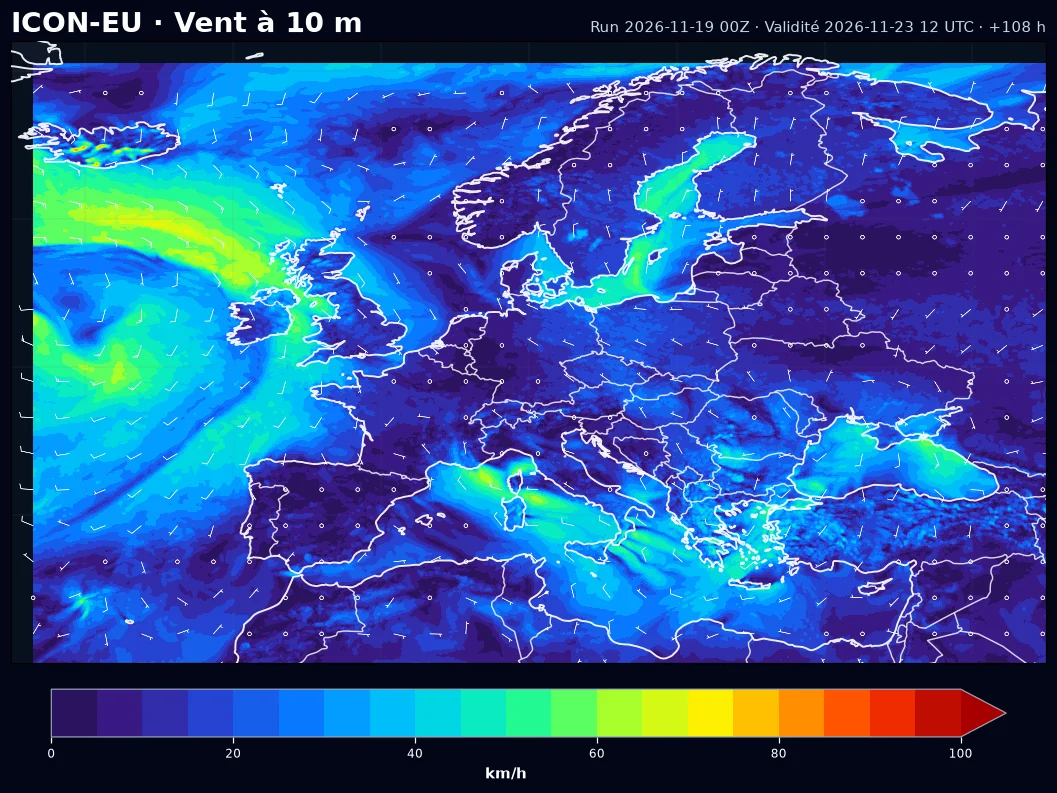 ICON-EU · Vent à 10 m
Run 2026-11-19 00Z · Validité 2026-11-23 12 UTC · +108 h
0 20 40 60 80 100
km/h